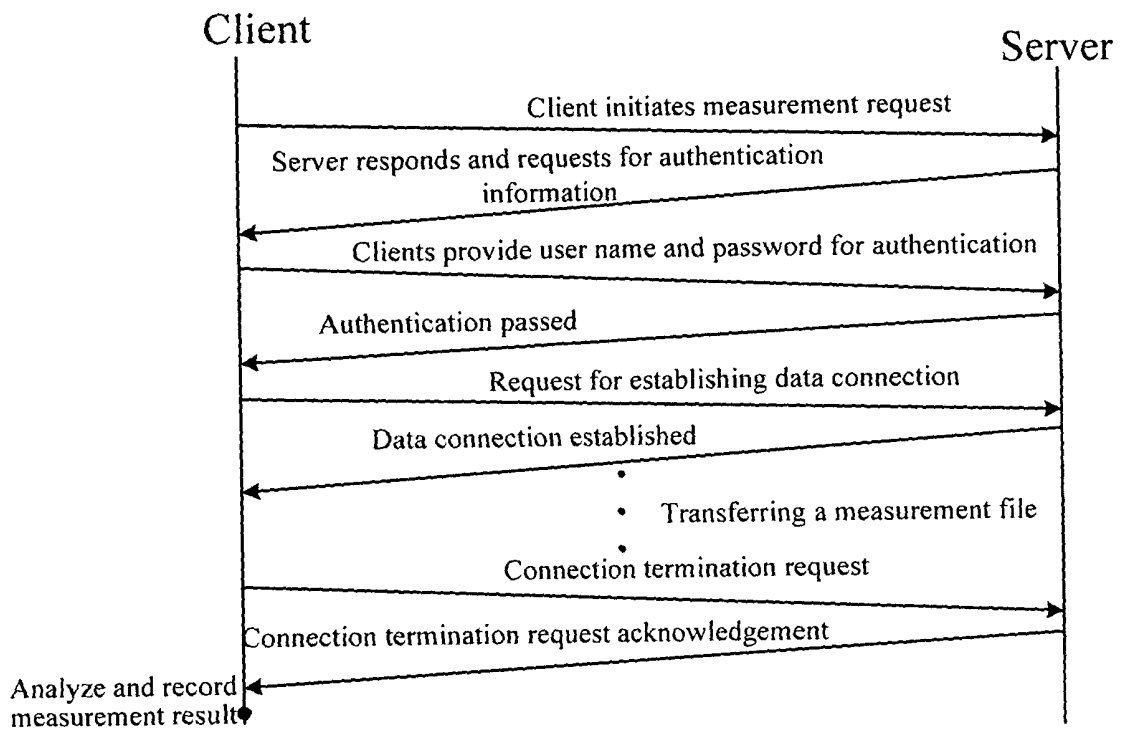 Client
Server
Client initiates measurement request
Server responds and requests for authentication
information
Clients provide user name and password for authentication
Authentication passed
Request for establishing data connection
Data connection established
Transferring a measurement file
Connection termination request
Connection termination request acknowledgement
Analyze and record
measurement result